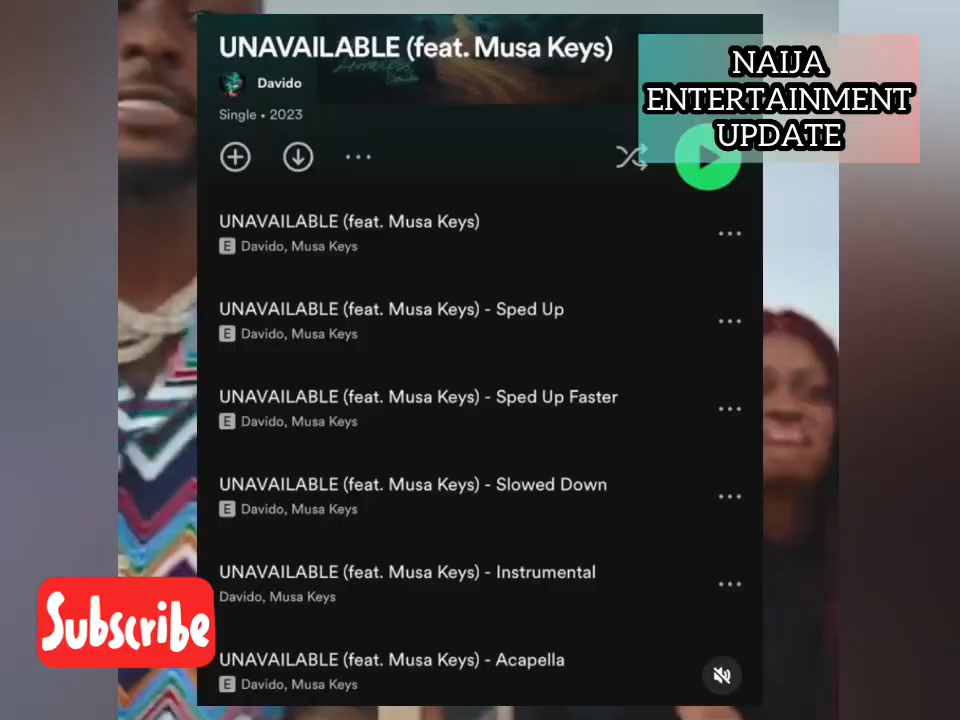 UNAVAILABLE (feat. Musa Keys)
Davido
Single • 2023
NAIJA
ENTERTAINMENT
UPDATE
UNAVAILABLE (feat. Musa Keys)
E Davido, Musa Keys
UNAVAILABLE (feat. Musa Keys) - Sped Up
E Davido, Musa Keys
UNAVAILABLE (feat. Musa Keys) - Sped Up Faster
E Davido, Musa Keys
UNAVAILABLE (feat. Musa Keys) - Slowed Down
E Davido, Musa Keys
UNAVAILABLE (feat. Musa Keys) - Instrumental
Davido, Musa Keys
UNAVAILABLE (feat. Musa Keys) - Acapella
E Davido, Musa Keys
Subscribe